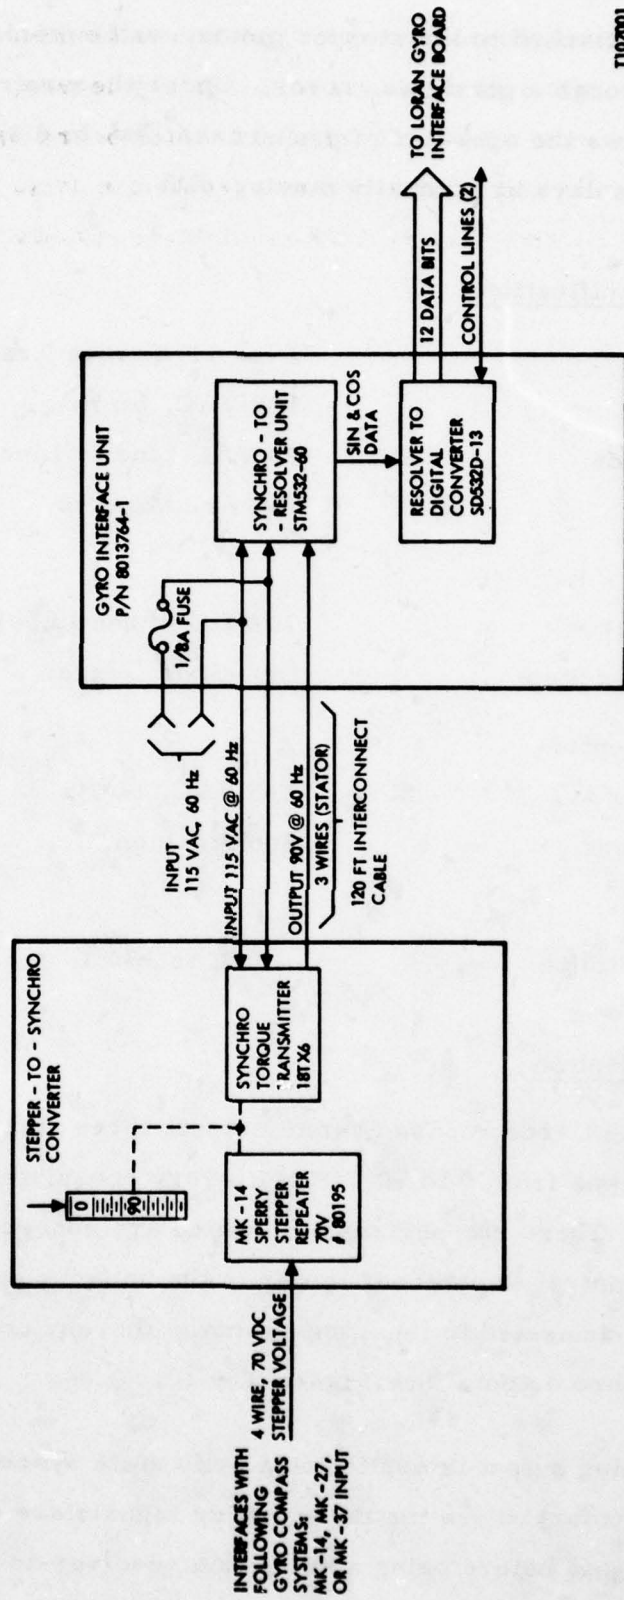 T107001
STEPPER - TO - SYNCHRO
CONVERTER
0
90
MK -14
SPERRY
STEPPER
REPEATER
70V
T 80195
SYNCHRO
TORQUE
TRANSMITTER
18TX6
INTERFACES WITH
FOLLOWING
GYRO COMPASS
SYSTEMS:
MK-14, MK -27,
OR MK -37 INPUT
4 WIRE, 70 VDC
STEPPER VOLTAGE
INPUT
115 VAC, 60 Hz
INPUT 115 VAC @ 60 Hz
OUTPUT 90V @ 60 Hz
3 WIRES (STATOR)
120 FT INTERCONNECT
CABLE
GYRO INTERFACE UNIT
P/N 8013764-1
1/8A FUSE
SYNCHRO - TO
- RESOLVER UNIT
STM532-60
SIN & COS
DATA
RESOLVER TO
DIGITAL
CONVERTER
SD532D-13
12 DATA BITS
CONTROL LINES (2)
TO LORAN GYRO
INTERFACE BOARD